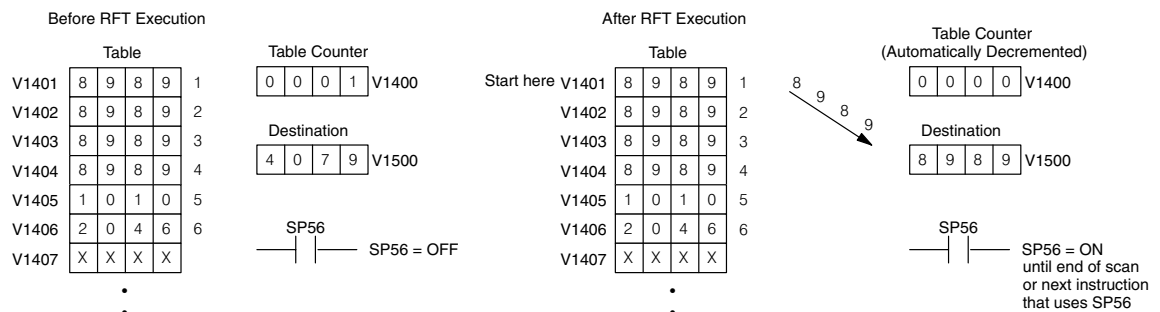 Before RFT Execution
Table
Table Counter
V1401 8 9 8 9 1
0 0 0 1 V1400
V1402 8 9 8 9 2
V1403 8 9 8 9 3
Destination
V1404 8 9 8 9 4
4 0 7 9 V1500
V1405 1 0 1 0 5
V1406 2 0 4 6 6
SP56
SP56 = OFF
V1407 X X X X
After RFT Execution
Table
Table Counter
(Automatically Decremented)
Start here V1401 8 9 8 9 1
8 9 8 9
0 0 0 0 V1400
V1402 8 9 8 9 2
V1403 8 9 8 9 3
Destination
V1404 8 9 8 9 4
8 9 8 9 V1500
V1405 1 0 1 0 5
V1406 2 0 4 6 6
SP56
V1407 X X X X
SP56 = ON
until end of scan
or next instruction
that uses SP56